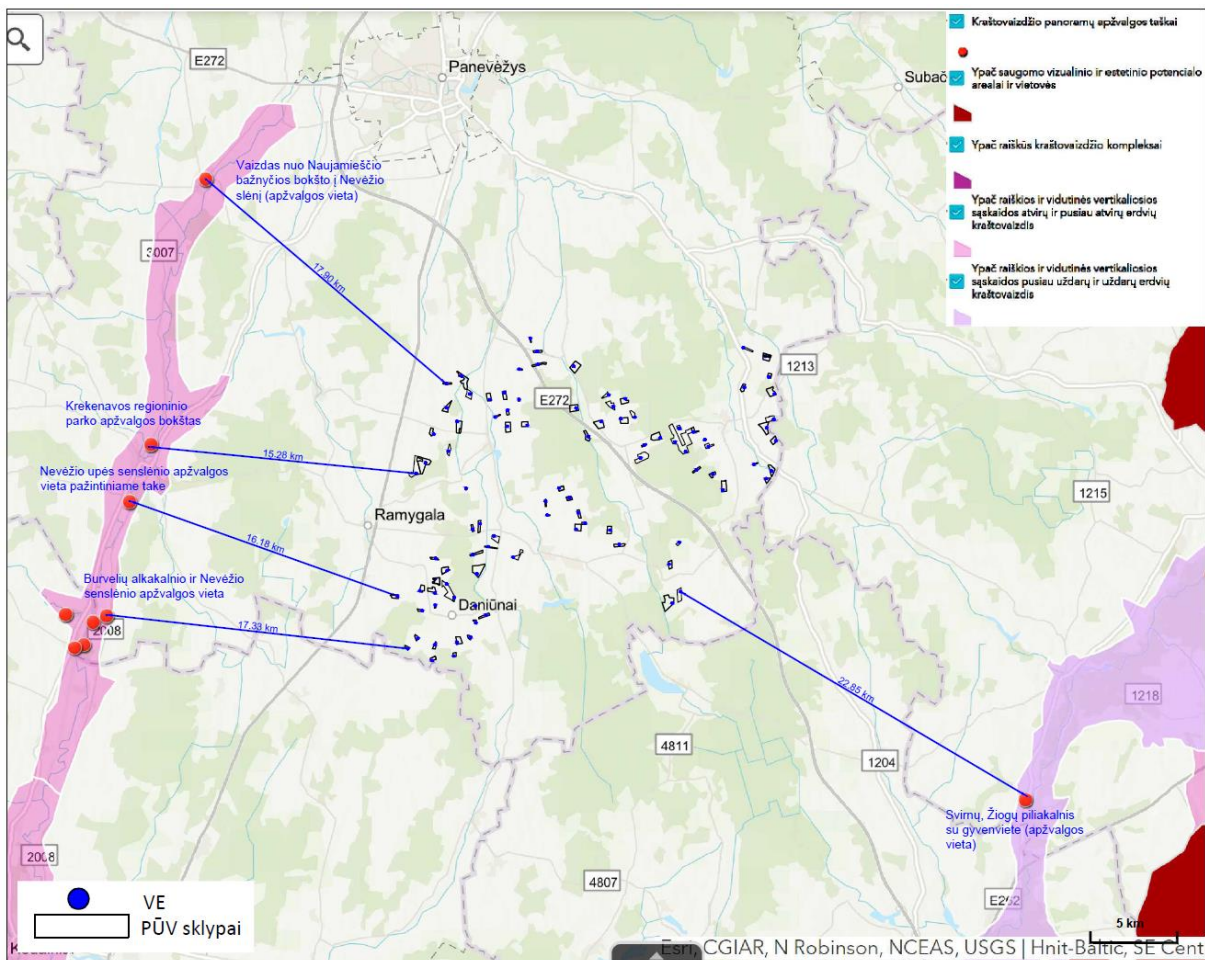 E272
Panevėžys
Subač
Kraštovaizdžio panoramų apžvalgos taškai
Ypač saugomo vizualinio ir estetinio potencialo
arealai ir vietovės
Ypač raiškūs kraštovaizdžio kompleksai
Ypač raiškios ir vidutinės vertikaliosios
sąskaidos atvirų ir pusiau atvirų erdvių
kraštovaizdis
Ypač raiškios ir vidutinės vertikaliosios
sąskaidos pusiau uždarų ir uždarų erdvių
kraštovaizdis
Vaizdas nuo Naujamiesčio
bažnyčios bokšto į Nevėžio
slėnį (apžvalgos vieta)
3007
17.90 km
1213
E272
Krekenavos regioninio
parko apžvalgos bokštas
15.28 km
Nevėžio upės senslėnio apžvalgos
vieta pažintiniame take
1215
Ramygala
16.18 km
Burvelių alkakalnio ir Nevėžio
senslėnio apžvalgos vieta
Daniūnai
2008
17.33 km
22.85 km
1218
4811
1204
Svirnų, Žiogų piliakalnis
su gyvenviete (apžvalgos
vieta)
2008
4807
E262
VE
PŪV sklypai
5 km
Esri, CGIAR, N Robinson, NCEAS, USGS | Hnit-Baltic, SE Cent